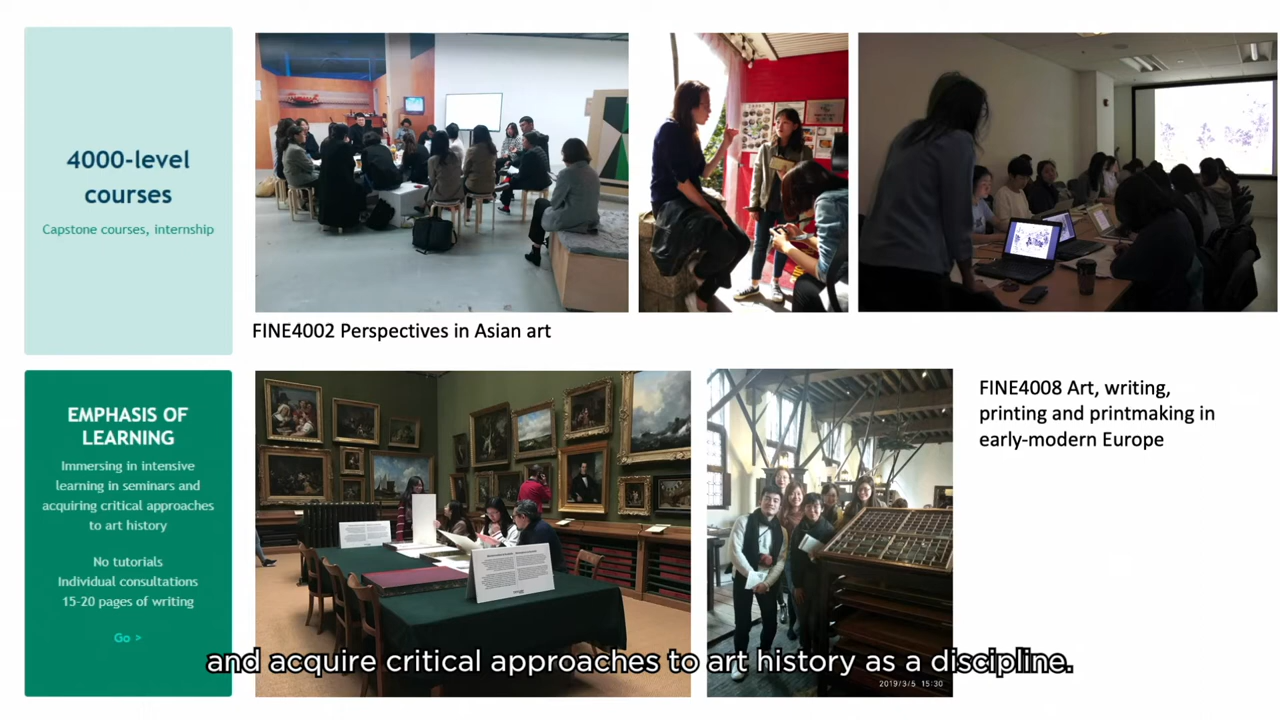 4000-level
courses
Capstone courses, internship
FINE4002 Perspectives in Asian art
EMPHASIS OF
LEARNING
Immersing in intensive
learning in seminars and
acquiring critical approaches
to art history
No tutorials
Individual consultations
15-20 pages of writing
Go >
FINE4008 Art, writing,
printing and printmaking in
early-modern Europe
and acquire critical approaches to art history as a discipline.
2019/3/5 15:30